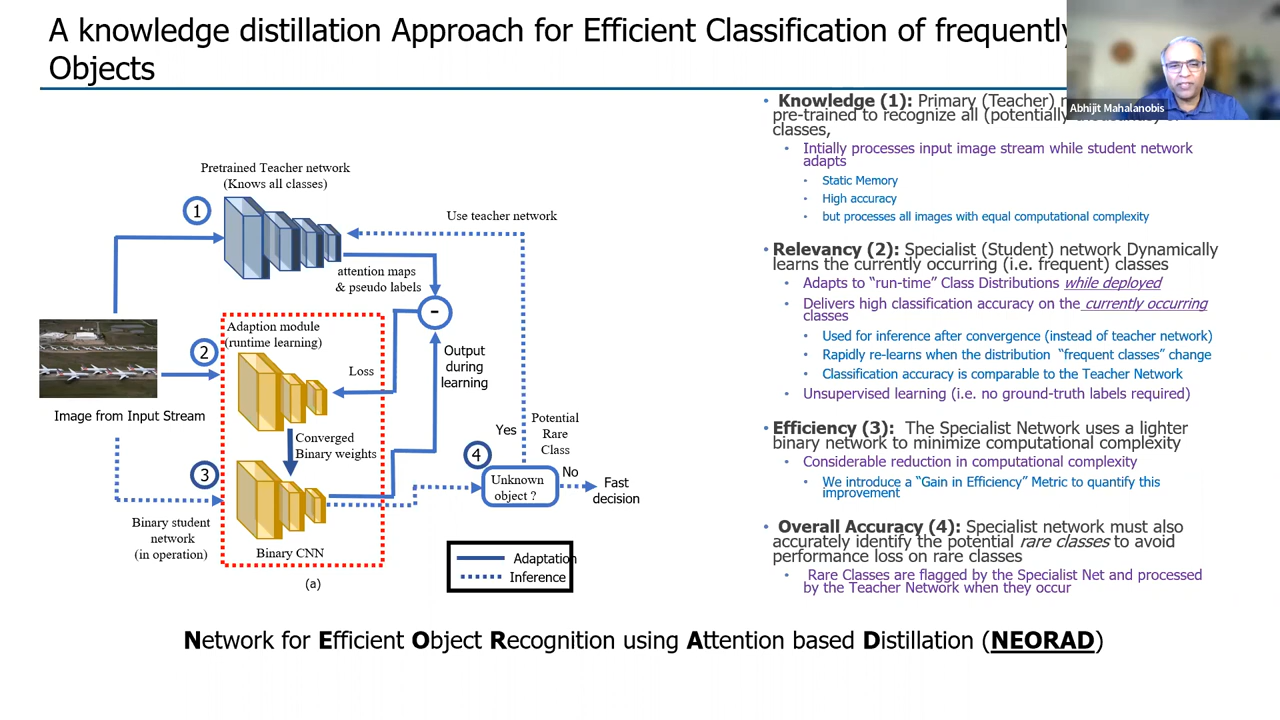 A knowledge distillation Approach for Efficient Classification of frequently
Objects
Abhijit Mahalanobis
Pretrained Teacher network
(Knows all classes)
1
Use teacher network
attention maps
& pseudo labels
-
Adaption module
(runtime learning)
2
Loss
Output
during
learning
Image from Input Stream
Converged
Binary weights
Yes
Potential
Rare
Class
4
3
No
Unknown
object ?
Fast
decision
Binary student
network
(in operation)
Binary CNN
(a)
Adaptation
Inference
• Knowledge (1): Primary (Teacher)
pre-trained to recognize all (potentially
classes,
• Intially processes input image stream while student network
adapts
• Static Memory
• High accuracy
• but processes all images with equal computational complexity
• Relevancy (2): Specialist (Student) network Dynamically
learns the currently occurring (i.e. frequent) classes
• Adapts to “run-time” Class Distributions while deployed
• Delivers high classification accuracy on the currently occurring
classes
• Used for inference after convergence (instead of teacher network)
• Rapidly re-learns when the distribution “frequent classes” change
• Classification accuracy is comparable to the Teacher Network
• Unsupervised learning (i.e. no ground-truth labels required)
• Efficiency (3): The Specialist Network uses a lighter
binary network to minimize computational complexity
• Considerable reduction in computational complexity
• We introduce a “Gain in Efficiency” Metric to quantify this
improvement
• Overall Accuracy (4): Specialist network must also
accurately identify the potential rare classes to avoid
performance loss on rare classes
• Rare Classes are flagged by the Specialist Net and processed
by the Teacher Network when they occur
Network for Efficient Object Recognition using Attention based Distillation (NEORAD)